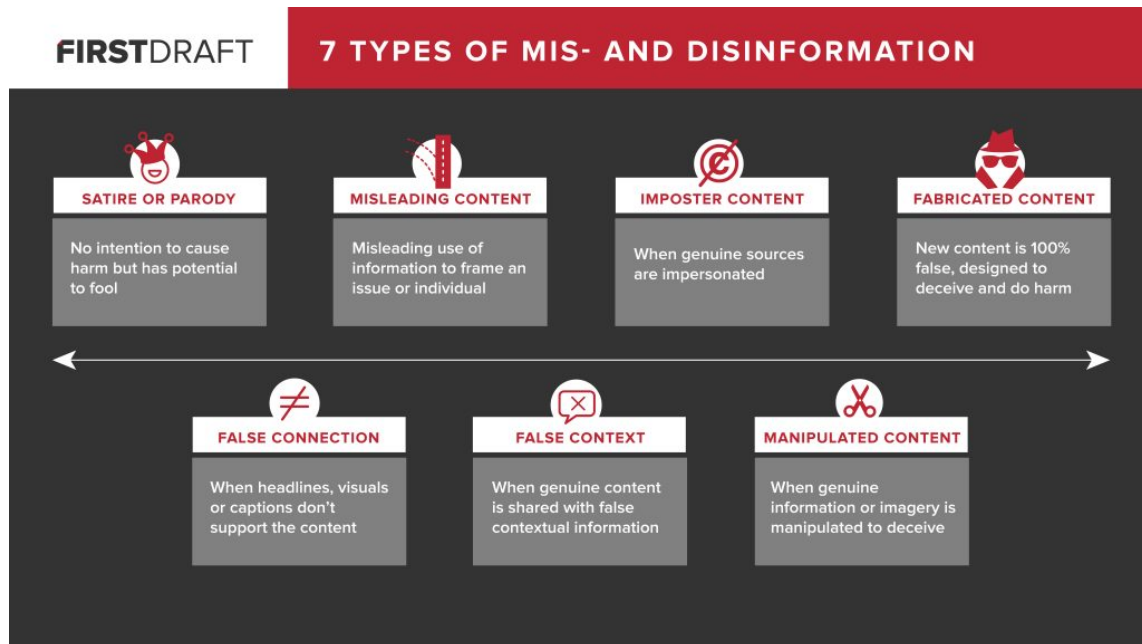 FIRSTDRAFT
7 TYPES OF MIS- AND DISINFORMATION
SATIRE OR PARODY
No intention to cause
harm but has potential
to fool
MISLEADING CONTENT
Misleading use of
information to frame an
issue or individual
IMPOSTER CONTENT
When genuine sources
are impersonated
FABRICATED CONTENT
New content is 100%
false, designed to
deceive and do harm
FALSE CONNECTION
When headlines, visuals
or captions don’t
support the content
FALSE CONTEXT
When genuine content
is shared with false
contextual information
MANIPULATED CONTENT
When genuine
information or imagery is
manipulated to deceive